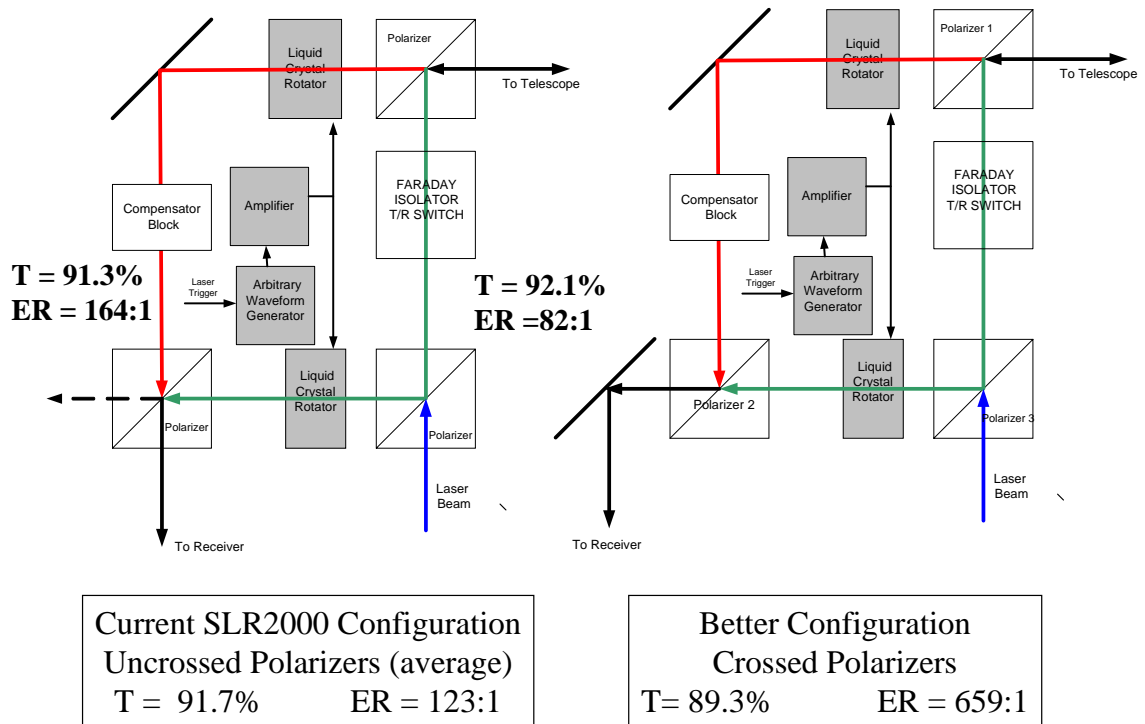 Liquid
Crystal
Rotator
Polarizer
To Telescope
Amplifier
FARADAY
ISOLATOR
T/R SWITCH
Compensator
Block
T = 91.3%
ER = 164:1
Laser
Trigger
Arbitrary
Waveform
Generator
Liquid
Crystal
Rotator
Polarizer
Polarizer
Laser
Beam
To Receiver
Liquid
Crystal
Rotator
Polarizer 1
To Telescope
Amplifier
FARADAY
ISOLATOR
T/R SWITCH
Compensator
Block
T = 92.1%
ER =82:1
Laser
Trigger
Arbitrary
Waveform
Generator
Polarizer 2
Liquid
Crystal
Rotator
Polarizer 3
Laser
Beam
To Receiver
Current SLR2000 Configuration
Uncrossed Polarizers (average)
T = 91.7% ER = 123:1
Better Configuration
Crossed Polarizers
T= 89.3% ER = 659:1